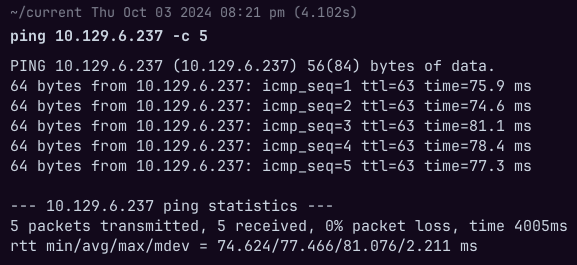 ~/current Thu Oct 03 2024 08:21 pm (4.102s)
ping 10.129.6.237 -c 5
PING 10.129.6.237 (10.129.6.237) 56(84) bytes of data.
64 bytes from 10.129.6.237: icmp_seq=1 ttl=63 time=75.9 ms
64 bytes from 10.129.6.237: icmp_seq=2 ttl=63 time=74.6 ms
64 bytes from 10.129.6.237: icmp_seq=3 ttl=63 time=81.1 ms
64 bytes from 10.129.6.237: icmp_seq=4 ttl=63 time=78.4 ms
64 bytes from 10.129.6.237: icmp_seq=5 ttl=63 time=77.3 ms
--- 10.129.6.237 ping statistics ---
5 packets transmitted, 5 received, 0% packet loss, time 4005ms
rtt min/avg/max/mdev = 74.624/77.466/81.076/2.211 ms